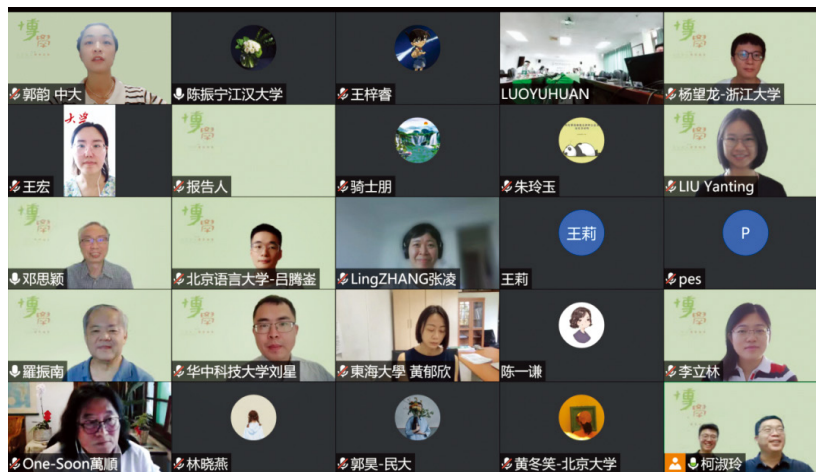 郭韵 中大
陈振宁江汉大学
王梓睿
LUOYUHUAN
杨望龙-浙江大学
王宏
报告人
骑士朋
朱玲玉
LIU Yanting
邓思颖
北京语言大学-吕腾崟
LingZHANG张凌
王莉
王莉
P
pes
羅振南
华中科技大学刘星
東海大學 黃郁欣
陈一谦
李立林
One-Soon萬順
林晓燕
郭昊-民大
黄冬笑-北京大学
柯淑玲